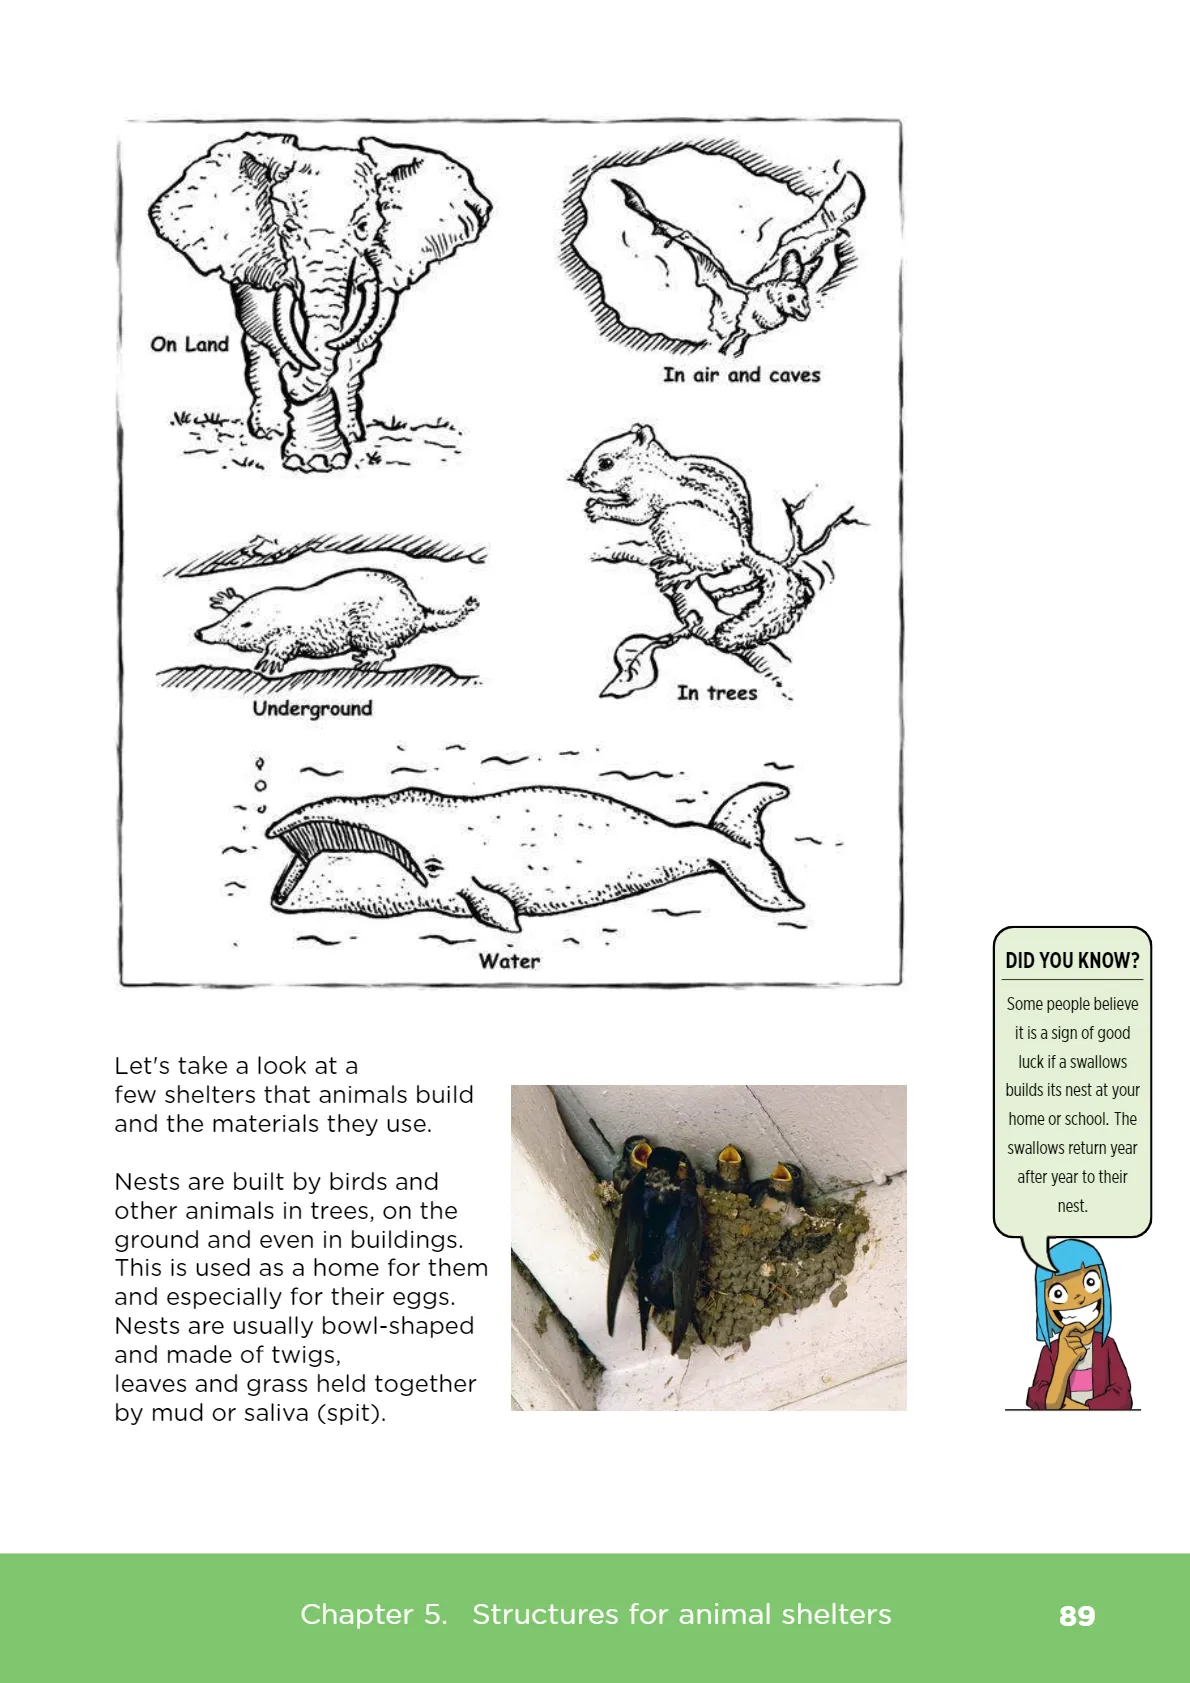 On Land
In air and caves
Underground
In trees
Water
Let's take a look at a
few shelters that animals build
and the materials they use.
Nests are built by birds and
other animals in trees, on the
ground and even in buildings.
This is used as a home for them
and especially for their eggs.
Nests are usually bowl-shaped
and made of twigs,
leaves and grass held together
by mud or saliva (spit).
DID YOU KNOW?
Some people believe
it is a sign of good
luck if a swallows
builds its nest at your
home or school. The
swallows return year
after year to their
nest.
Chapter 5. Structures for animal shelters
89